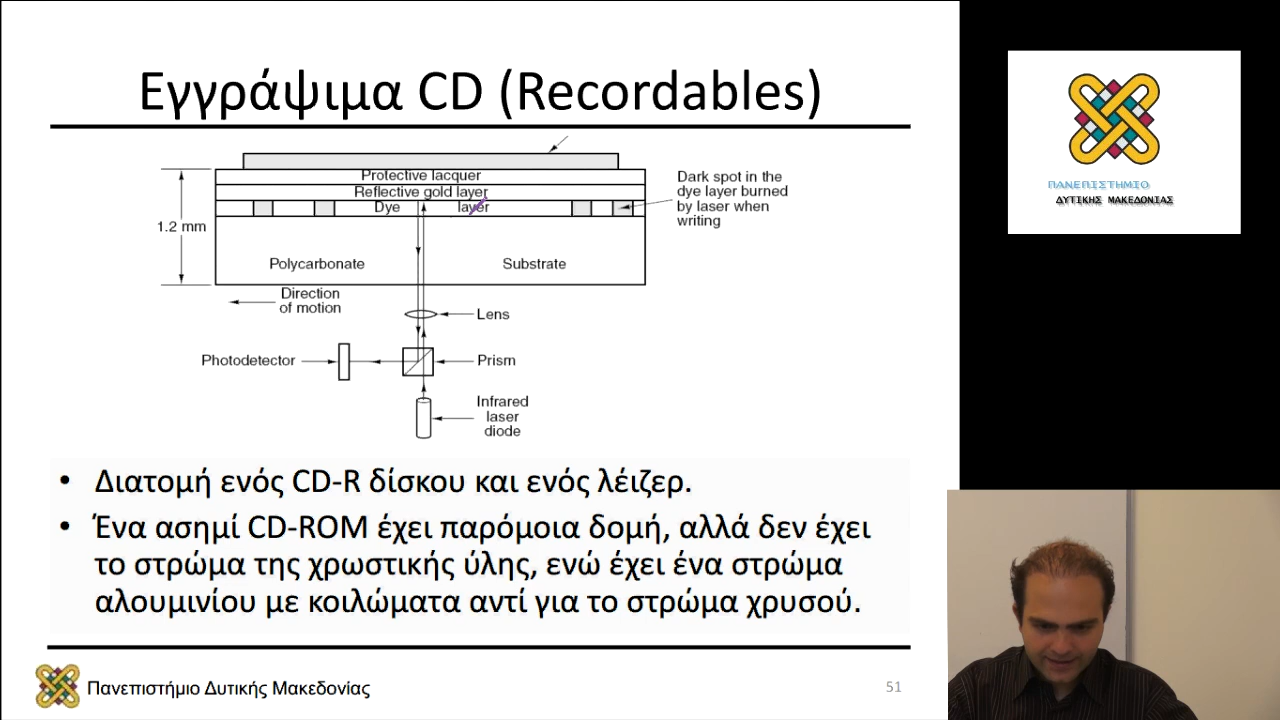 Εγγράψιμα CD (Recordables)
Protective lacquer
Reflective gold layer
Dye layer
Dark spot in the
dye layer burned
by laser when
writing
1.2 mm
Polycarbonate Substrate
Direction
of motion
Lens
Photodetector
Prism
Infrared
laser
diode
• Διατομή ενός CD-R δίσκου και ενός λέιζερ.
• Ένα ασημί CD-ROM έχει παρόμοια δομή, αλλά δεν έχει
το στρώμα της χρωστικής ύλης, ενώ έχει ένα στρώμα
αλουμινίου με κοιλώματα αντί για το στρώμα χρυσού.
Πανεπιστήμιο Δυτικής Μακεδονίας
51
ΠΑΝΕΠΙΣΤΗΜΙΟ
ΔΥΤΙΚΗΣ ΜΑΚΕΔΟΝΙΑΣ